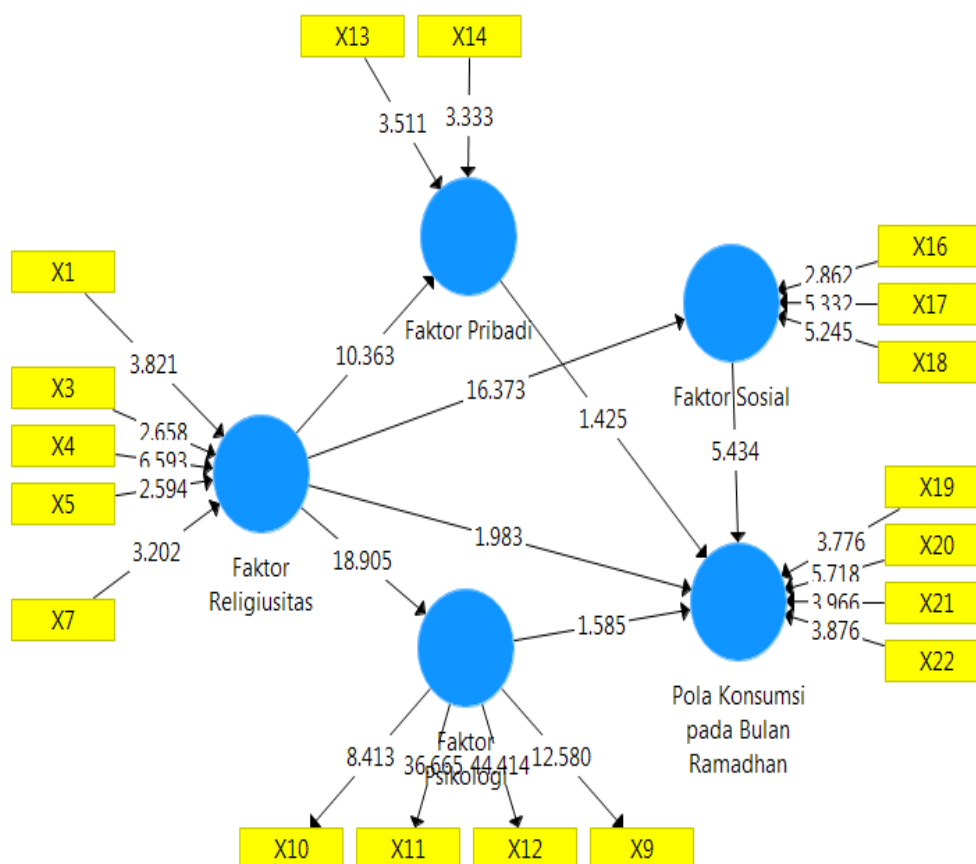 X13
X14
3.511
3.333
X1
X16
2.862
X17
5.332
X18
5.245
Faktor Pribadi
10.363
3.821
X3
2.658
X4
6.593
X5
2.594
X7
3.202
16.373
Faktor Sosial
1.425
5.434
Faktor
Religiusitas
18.905
1.983
X19
3.776
X20
5.718
X21
3.966
X22
3.876
1.585
Pola Konsumsi
pada Bulan
Ramadhan
Faktor
Psikologi
8.413
36.665
44.414
12.580
X10
X11
X12
X9